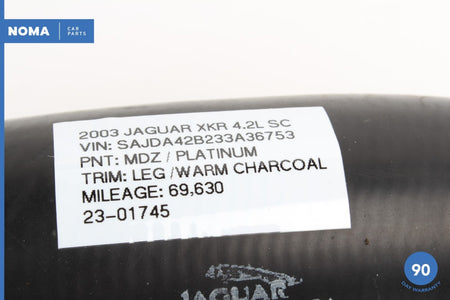 NOMA CAR
PARTS
2003 JAGUAR XKR 4.2L SC
VIN: SAJDA42B233A36753
PNT: MDZ / PLATINUM
TRIM: LEG /WARM CHARCOAL
MILEAGE: 69,630
23-01745
JAGUAR
90
DAY WARRANTY